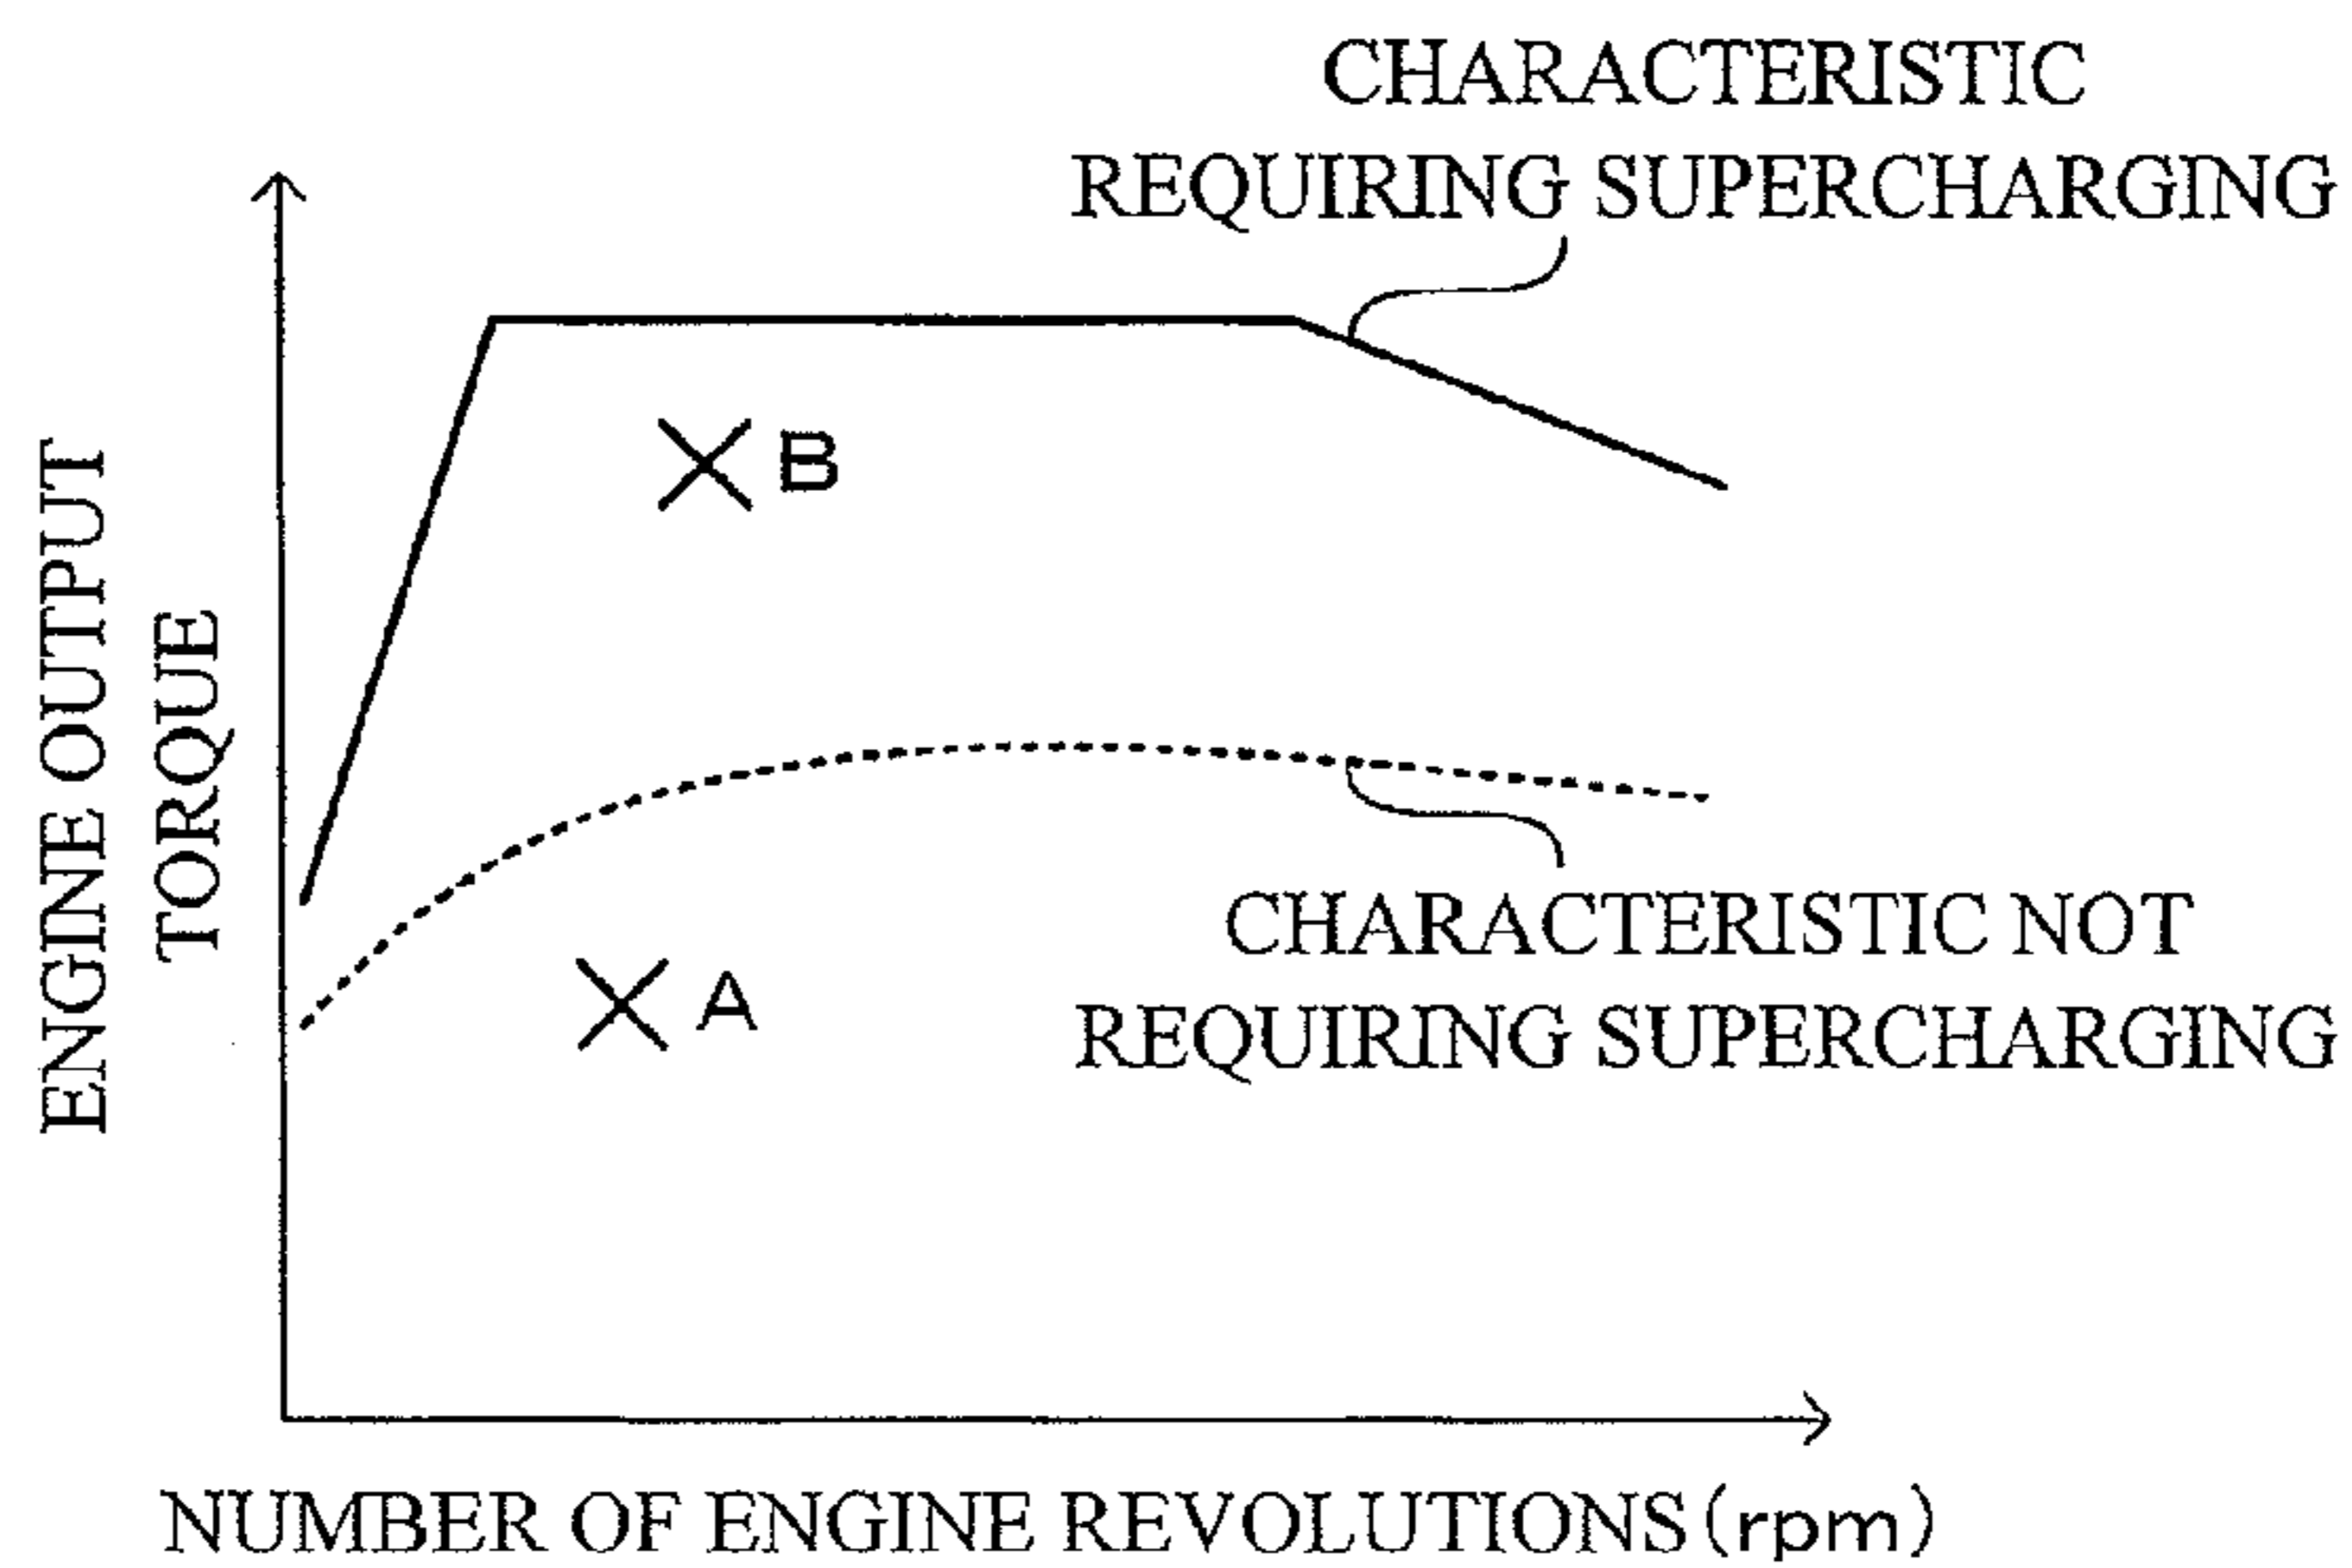 CHARACTERISTIC
REQUIRING SUPERCHARGING
B
ENGINE OUTPUT
TORQUE
CHARACTERISTIC NOT
REQUIRING SUPERCHARGING
A
NUMBER OF ENGINE REVOLUTIONS(rpm)